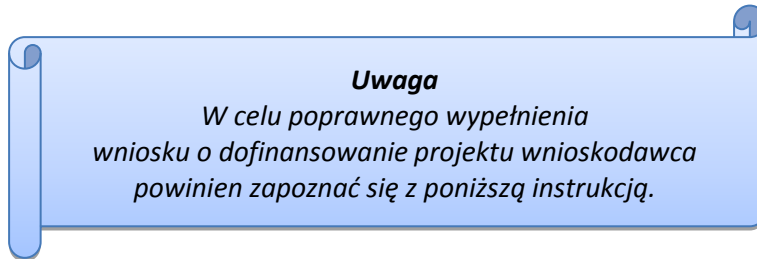 Uwaga
W celu poprawnego wypełnienia
wniosku o dofinansowanie projektu wnioskodawca
powinien zapoznać się z poniższą instrukcją.